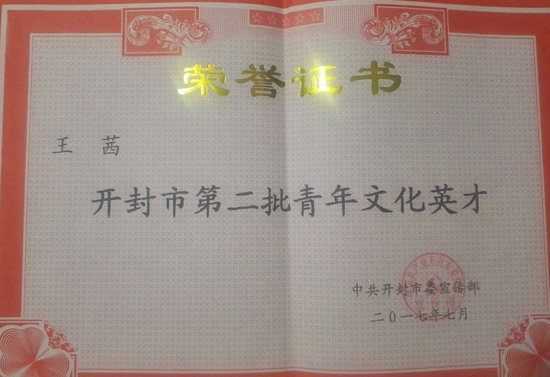 荣誉证书
王茜
开封市第二批青年文化英才
中共开封市委宣传部
二〇一七年七月